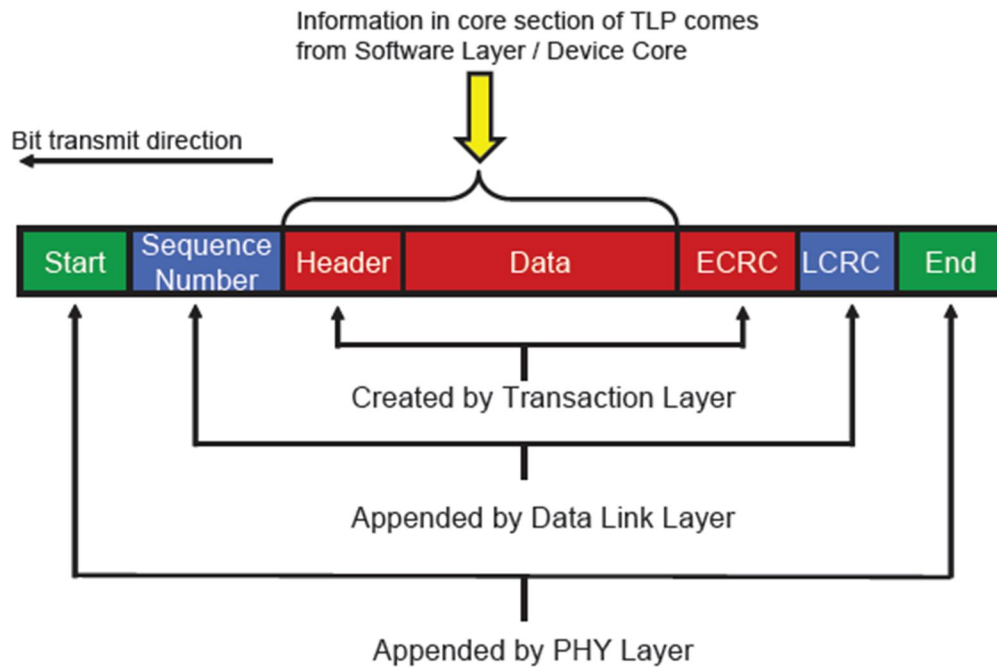 Information in core section of TLP comes
from Software Layer / Device Core
Bit transmit direction
Start
Sequence
Number
Header
Data
ECRC
LCRC
End
Created by Transaction Layer
Appended by Data Link Layer
Appended by PHY Layer